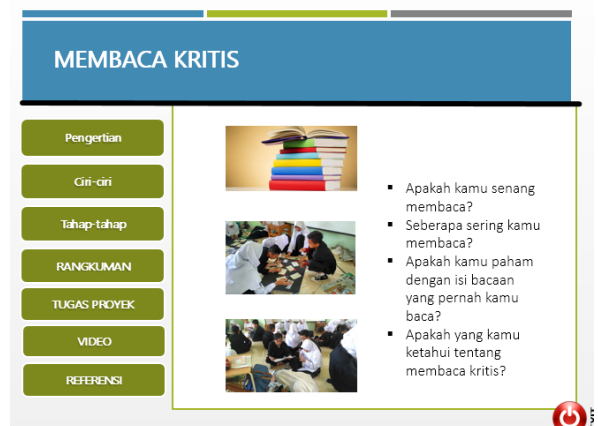 MEMBACA KRITIS
Pengertian
Ciri-ciri
Tahap-tahap
RANGKUMAN
TUGAS PROYEK
VIDEO
REFERENSI
▪ Apakah kamu senang
membaca?
▪ Seberapa sering kamu
membaca?
▪ Apakah kamu paham
dengan isi bacaan
yang pernah kamu
baca?
▪ Apakah yang kamu
ketahui tentang
membaca kritis?
EXIT